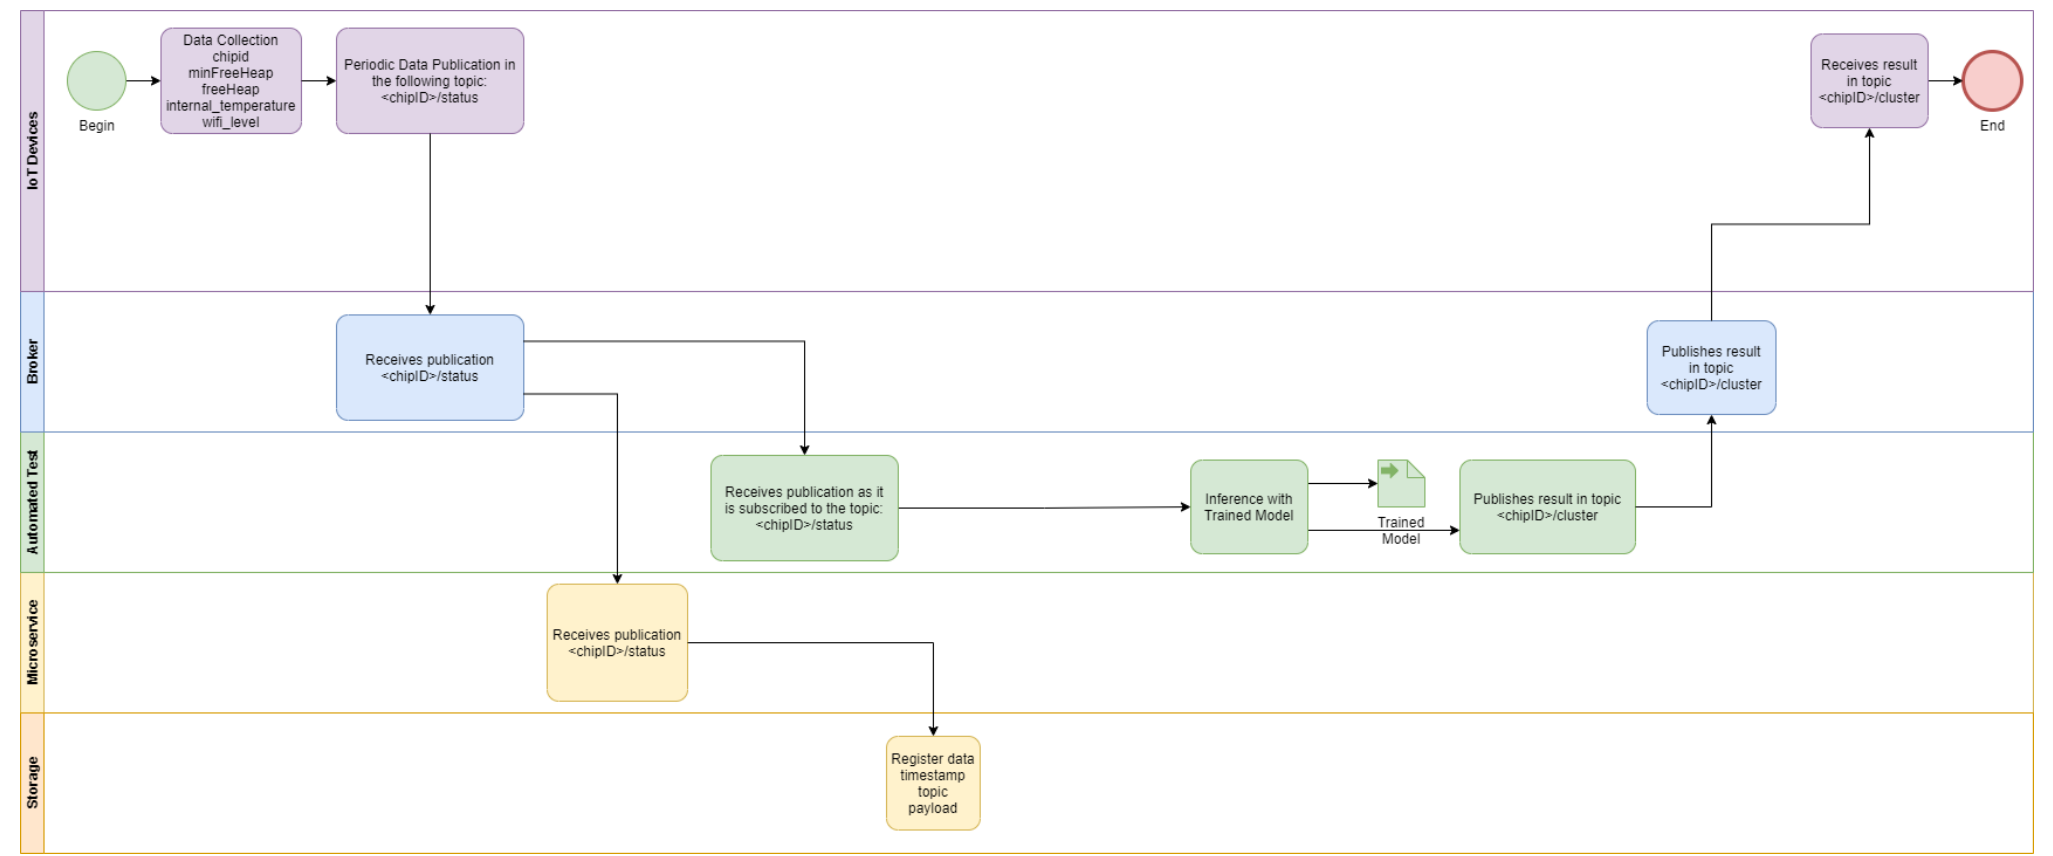 IoT Devices
Begin
Data Collection
chipid
minFreeHeap
freeHeap
internal_temperature
wifi_level
Periodic Data Publication in
the following topic:
<chipID>/status
Receives result
in topic
<chipID>/cluster
End
Broker
Receives publication
<chipID>/status
Publishes result
in topic
<chipID>/cluster
Automated Test
Receives publication as it
is subscribed to the topic:
<chipID>/status
Inference with
Trained Model
Trained
Model
Publishes result in topic
<chipID>/cluster
Microservice
Receives publication
<chipID>/status
Storage
Register data
timestamp
topic
payload